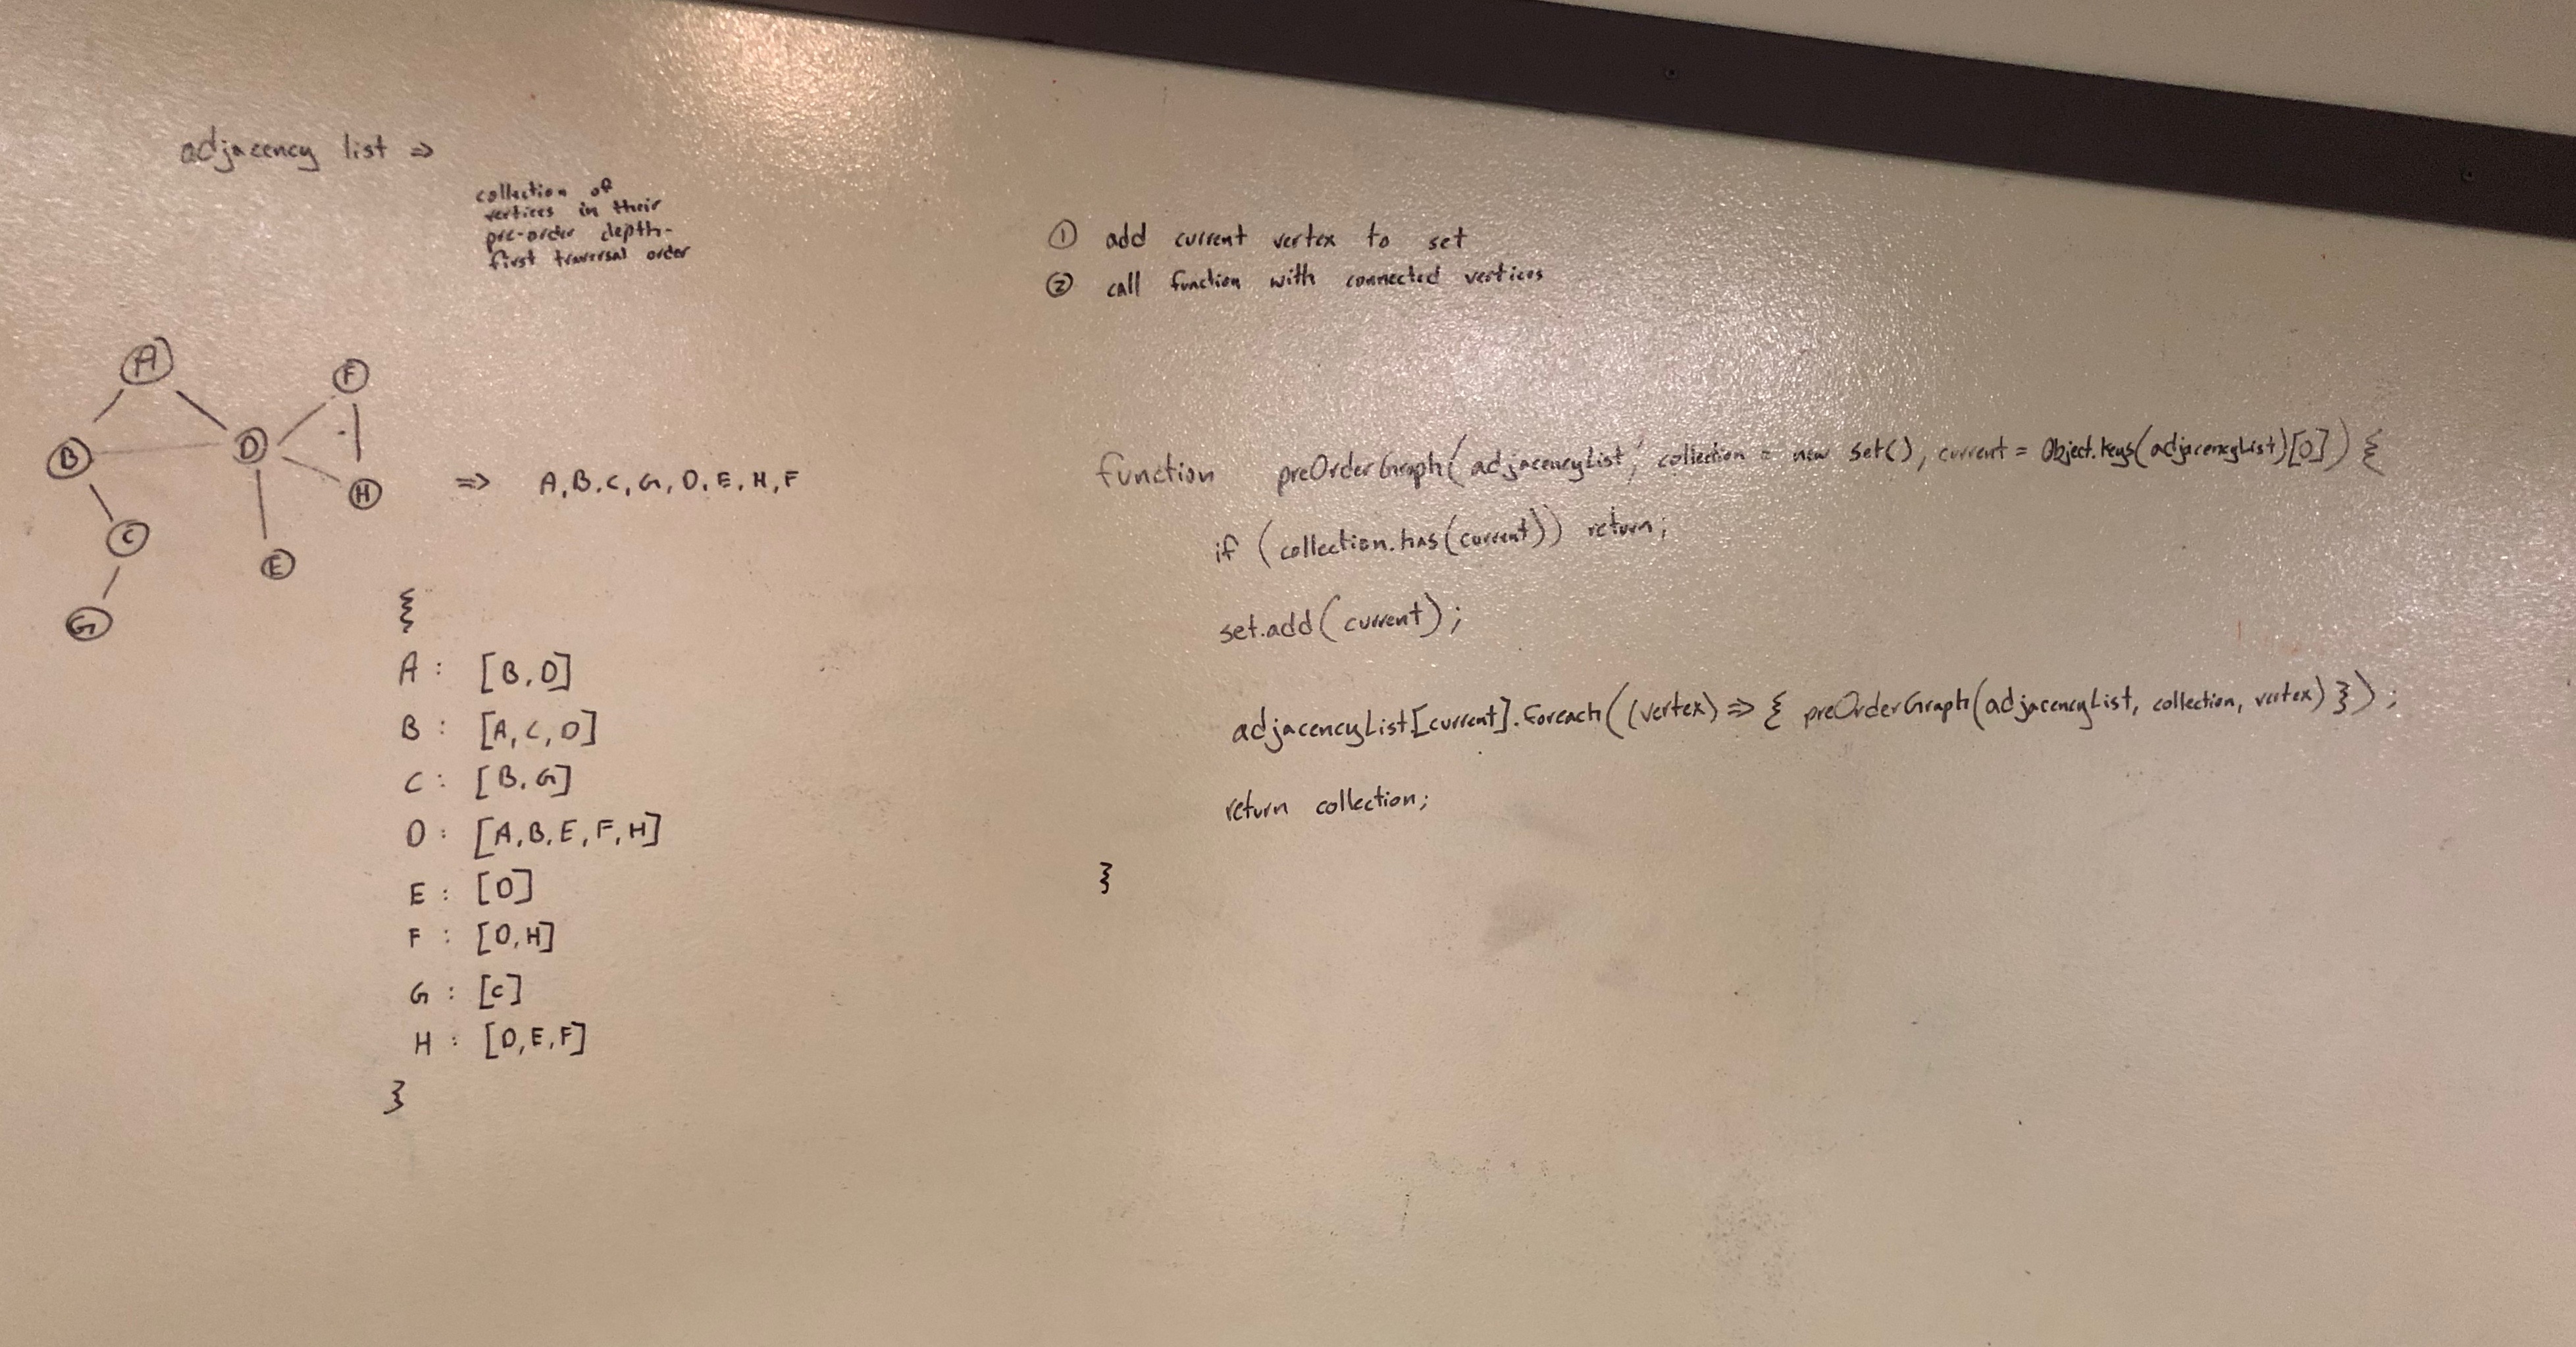 adjacency list ⇒
collection of
vertices in their
pre-order depth-
first traversal order
A
F
B
D
H
C
E
G
⇒ A,B,C,G,D,E,H,F
{
A : [B,D]
B : [A,C,D]
C : [B,G]
D : [A,B,E,F,H]
E : [D]
F : [D,H]
G : [C]
H : [D,E,F]
}
① add current vertex to set
② call function with connected vertices
function preOrderGraph(adjacencyList, collection = new set(), current = Object.keys(adjacencyList)[0]) {
if (collection.has(current)) return;
set.add(current);
adjacencyList[current].foreach((vertex) ⇒ { preOrderGraph(adjacencyList, collection, vertex) });
return collection;
}